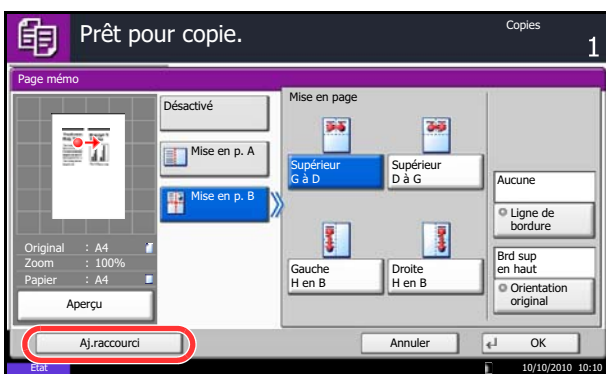 Prêt pour copie.
Copies
1
Page mémo
Désactivé
Mise en p. A
Mise en p. B
Mise en page
Supérieur
G à D
Supérieur
D à G
Gauche
H en B
Droite
H en B
Aucune
Ligne de
bordure
Brd sup
en haut
Orientation
original
Original : A4
Zoom : 100%
Papier : A4
Aperçu
Aj.raccourci
Annuler
OK
Etat
10/10/2010 10:10